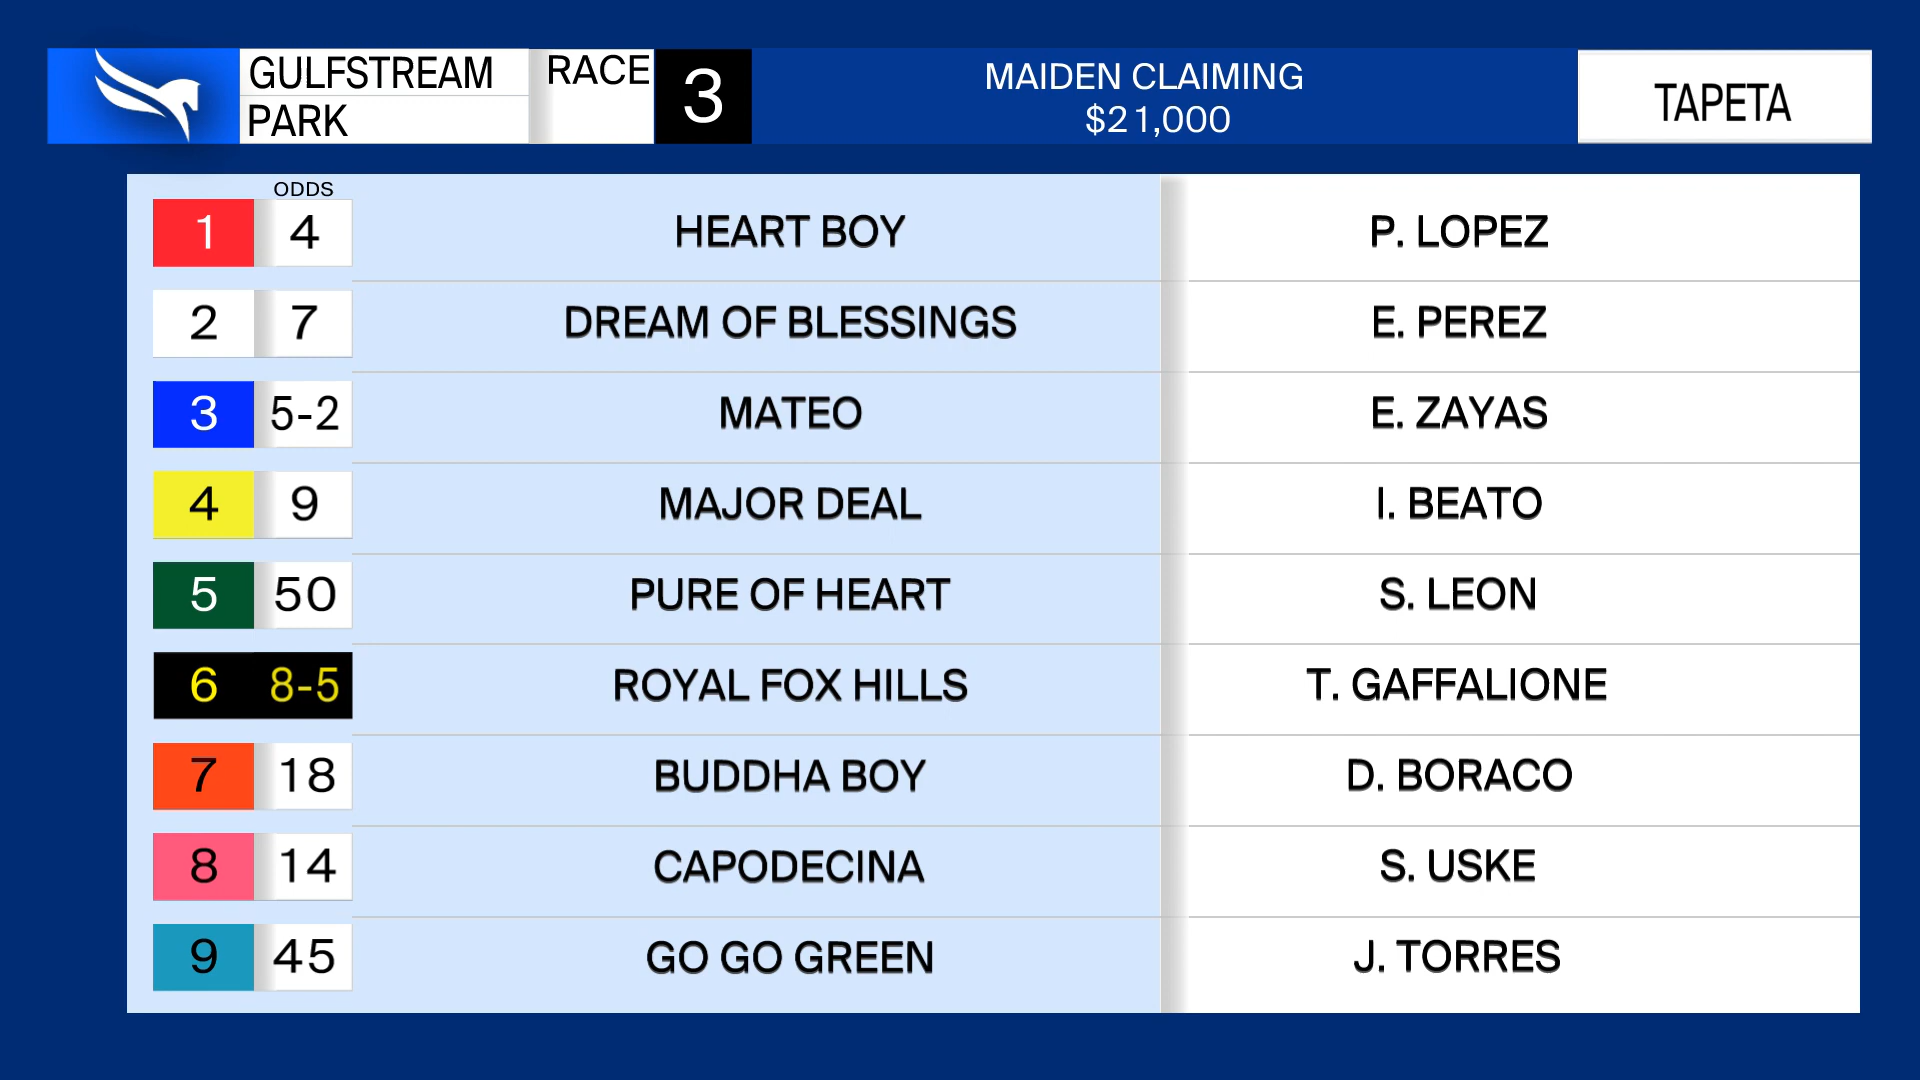 GULFSTREAM
PARK
RACE
3
MAIDEN CLAIMING
$21,000
TAPETA
ODDS
1 4 HEART BOY P. LOPEZ
2 7 DREAM OF BLESSINGS E. PEREZ
3 5-2 MATEO E. ZAYAS
4 9 MAJOR DEAL I. BEATO
5 50 PURE OF HEART S. LEON
6 8-5 ROYAL FOX HILLS T. GAFFALIONE
7 18 BUDDHA BOY D. BORACO
8 14 CAPODECINA S. USKE
9 45 GO GO GREEN J. TORRES